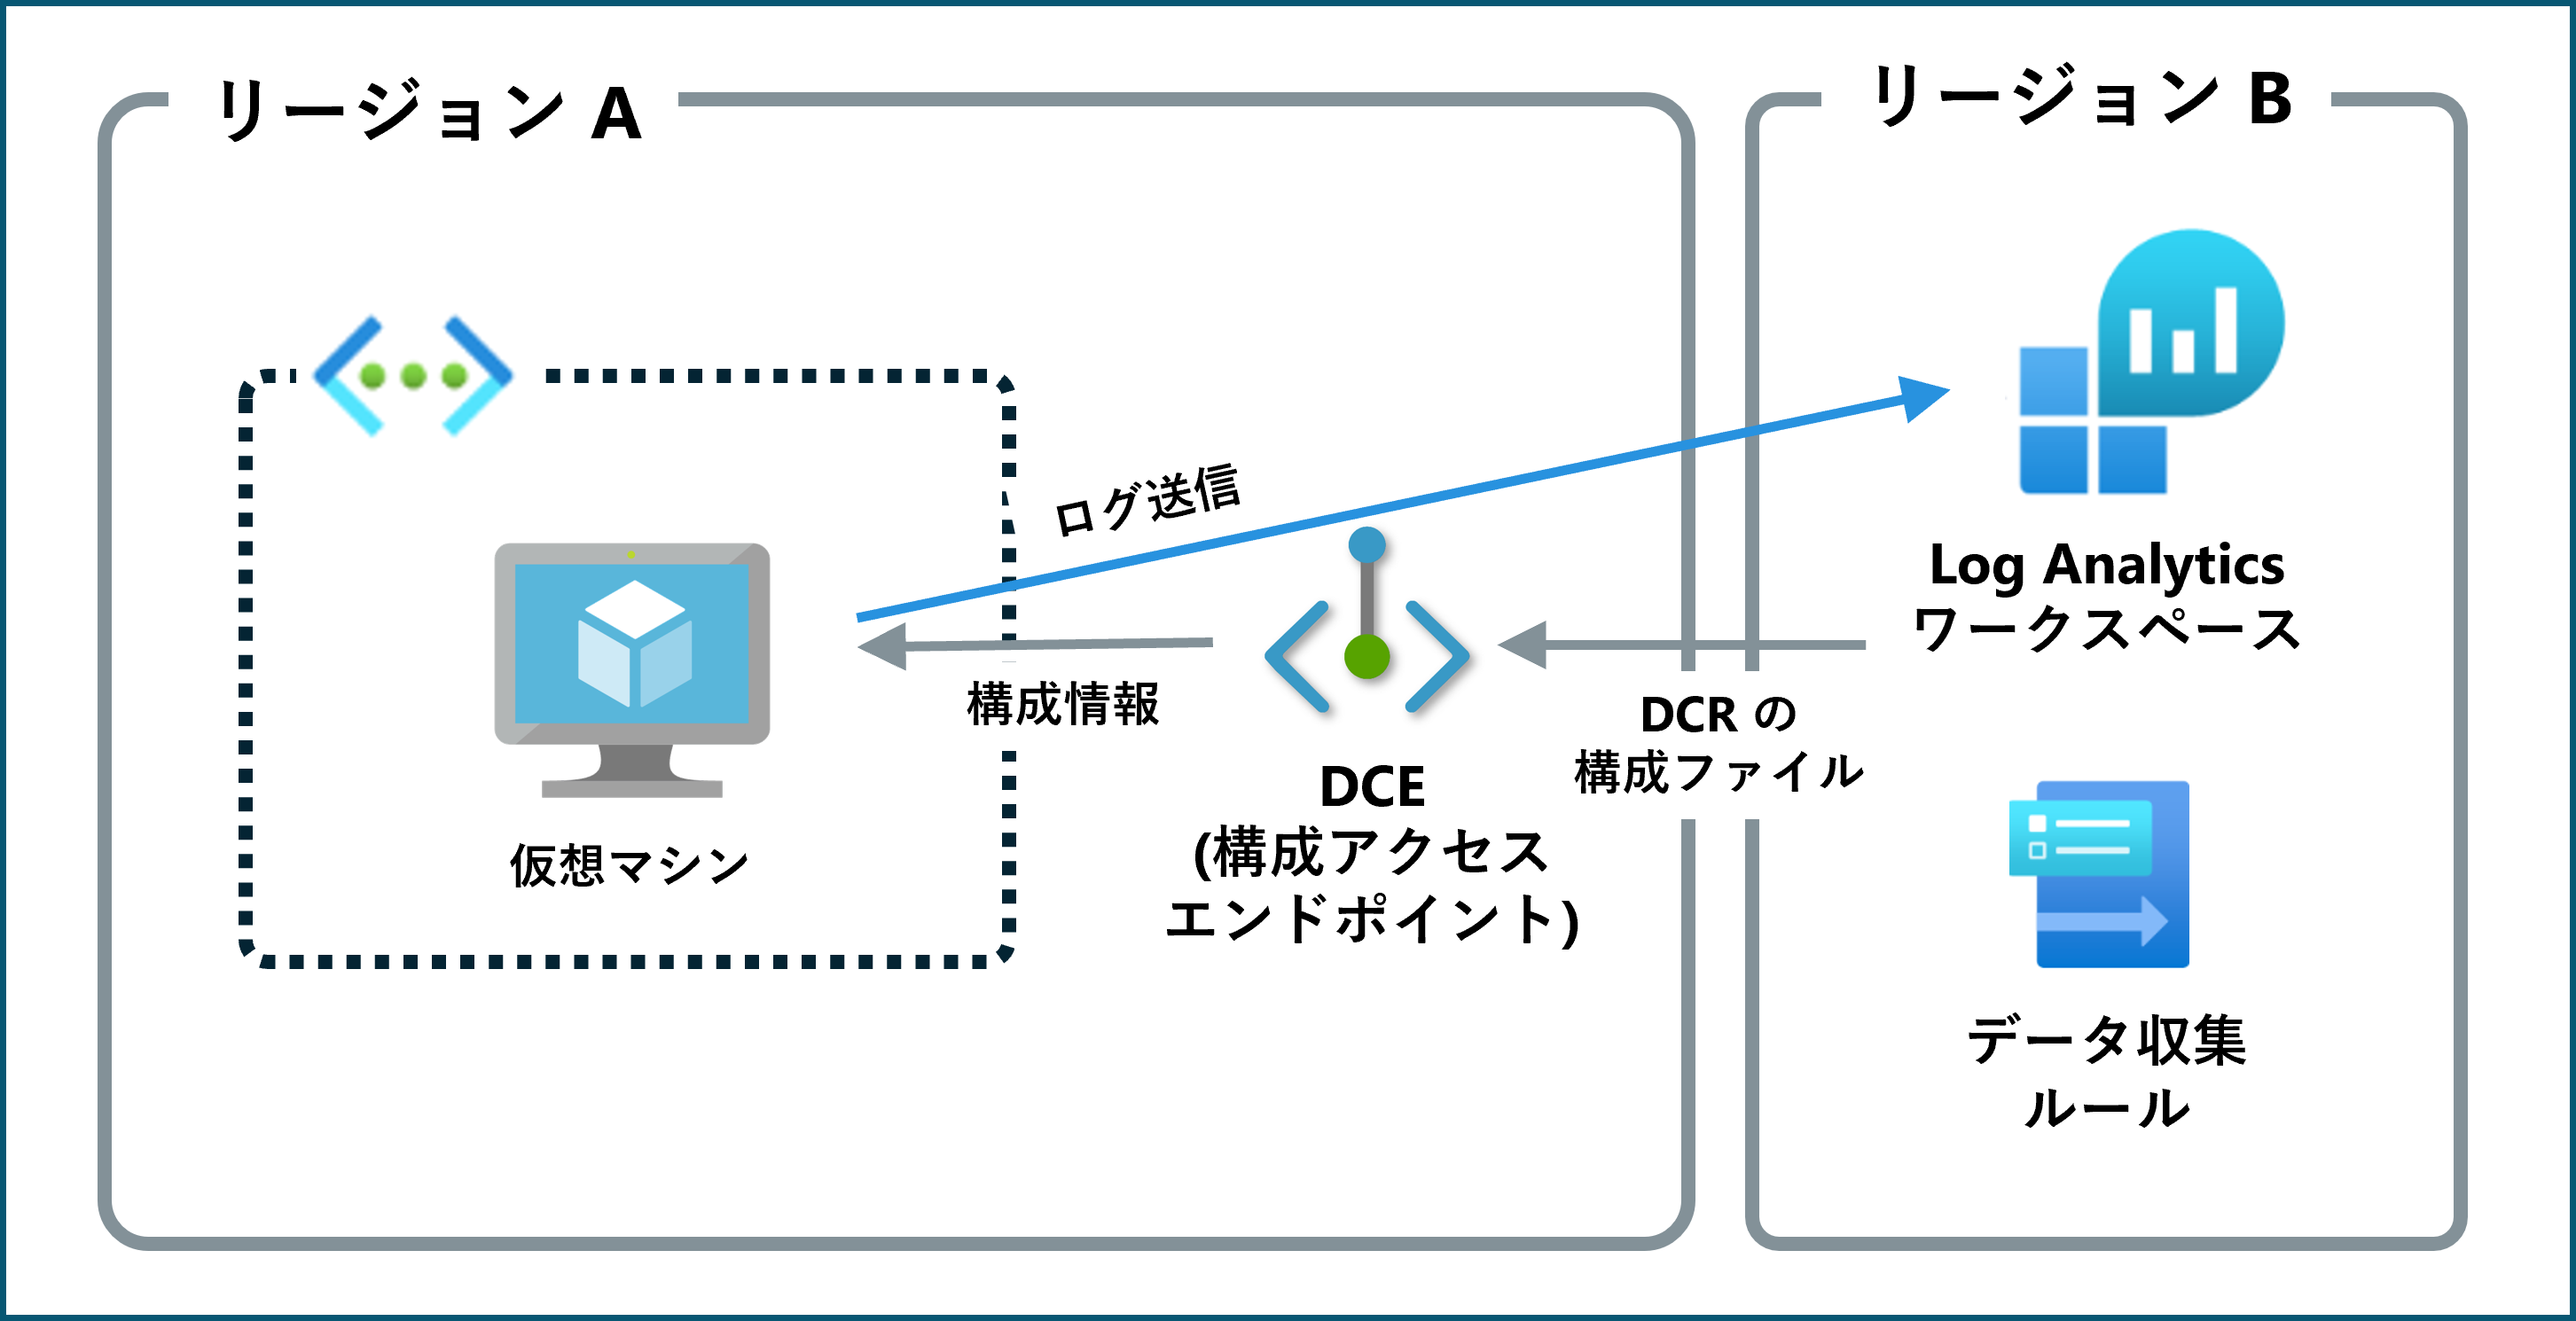 リージョン A
リージョン B
ログ送信
Log Analytics
ワークスペース
構成情報
DCR の
構成ファイル
DCE
(構成アクセス
エンドポイント)
仮想マシン
データ収集
ルール